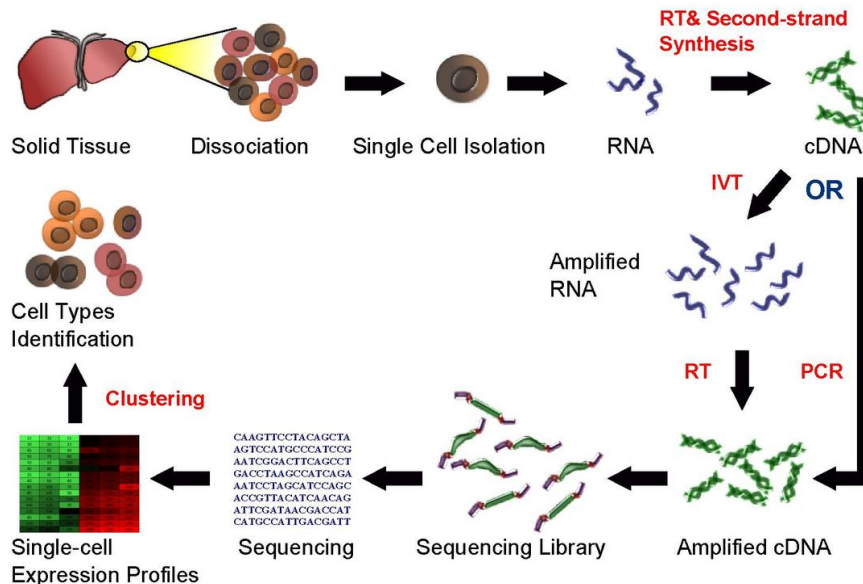 RT& Second-strand
Synthesis
Solid Tissue
Dissociation
Single Cell Isolation
RNA
cDNA
IVT
OR
Amplified
RNA
RT
PCR
Cell Types
Identification
Clustering
CAAGTTCCTACAGCTA
AGTCCATGCCCATCCG
AATCGGACTTCAGCCT
GACCTAAGCCATCAGA
AATCCTAGCATCCAGC
ACCGTTACATCAACAG
ATTCGATAACGACCAT
CATGCCATTGACGATT
Single-cell
Expression Profiles
Sequencing
Sequencing Library
Amplified cDNA